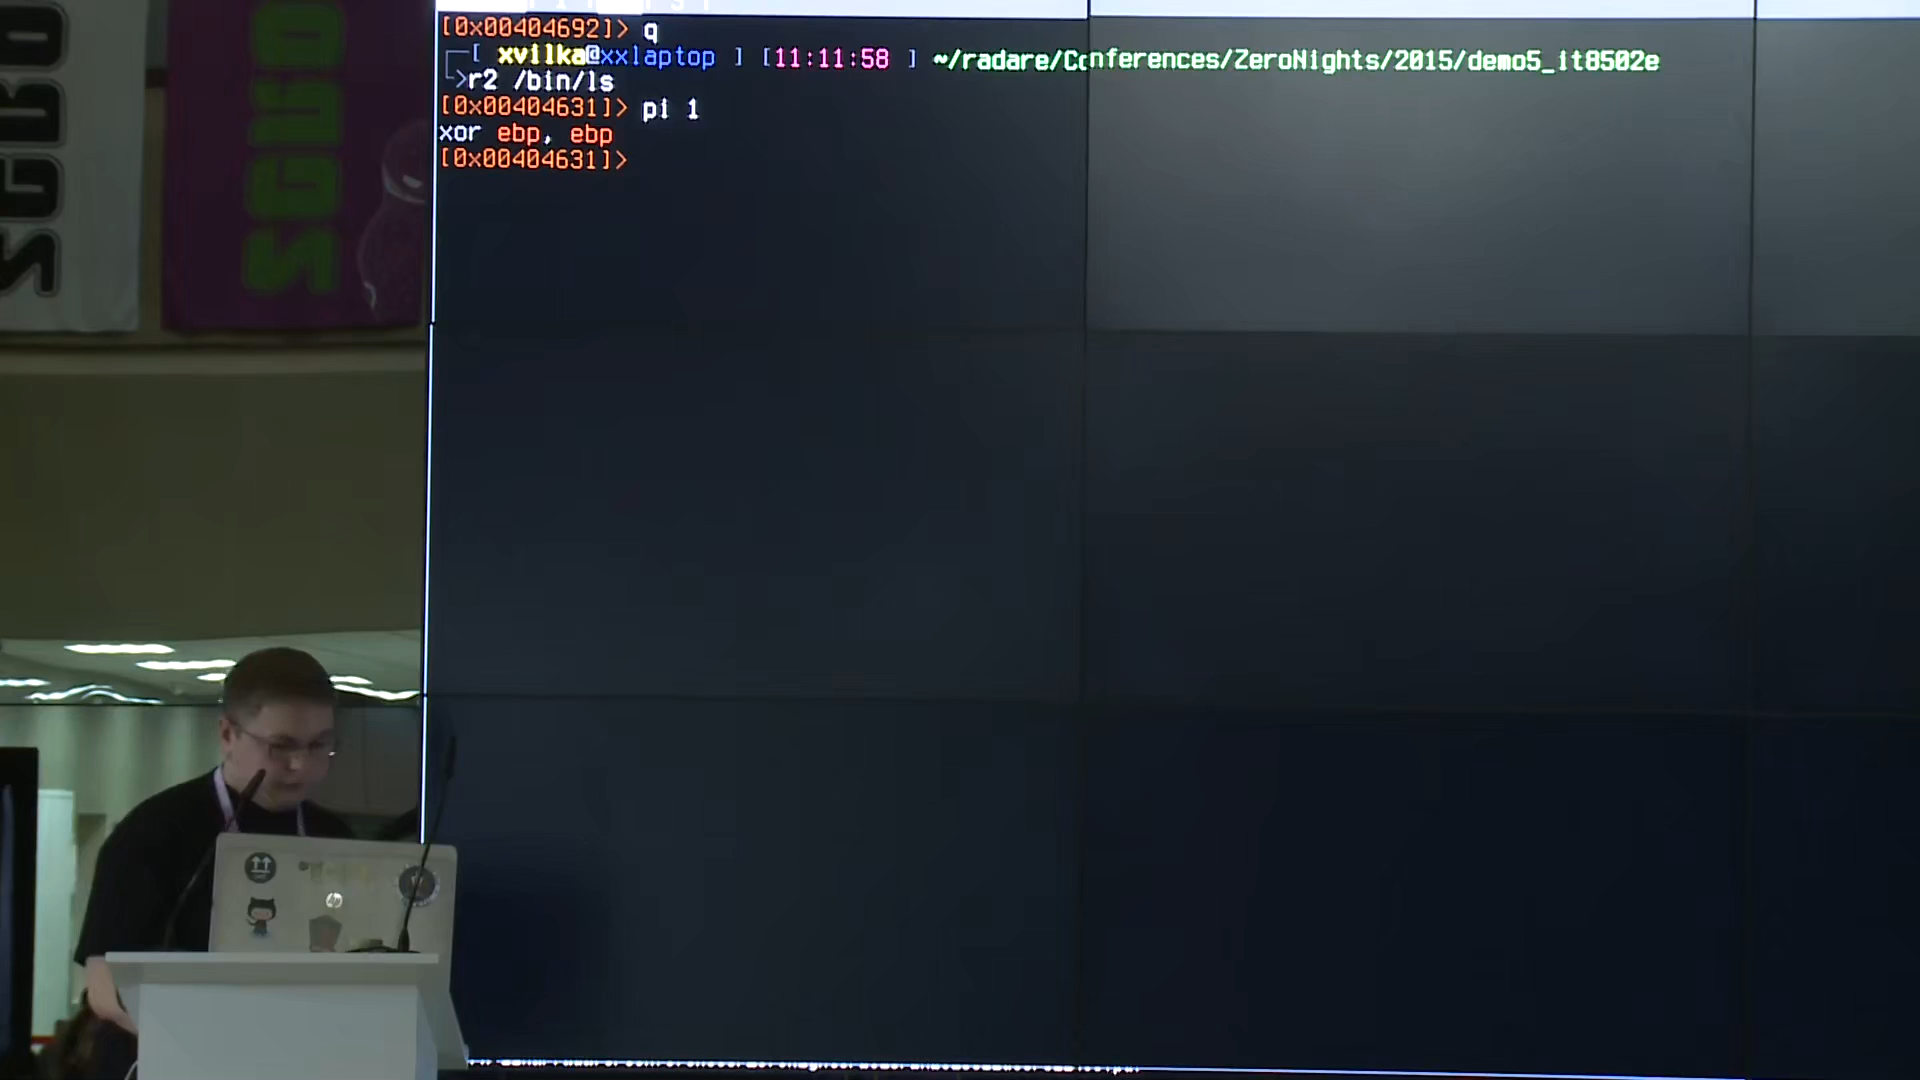 [0x00404692]> q
[ xvilka@xxlaptop ] [11:11:58 ] ~/radare/Conferences/ZeroNights/2015/demo5_it8502e
>r2 /bin/ls
[0x00404631]> pi 1
xor ebp, ebp
[0x00404631]>
hp